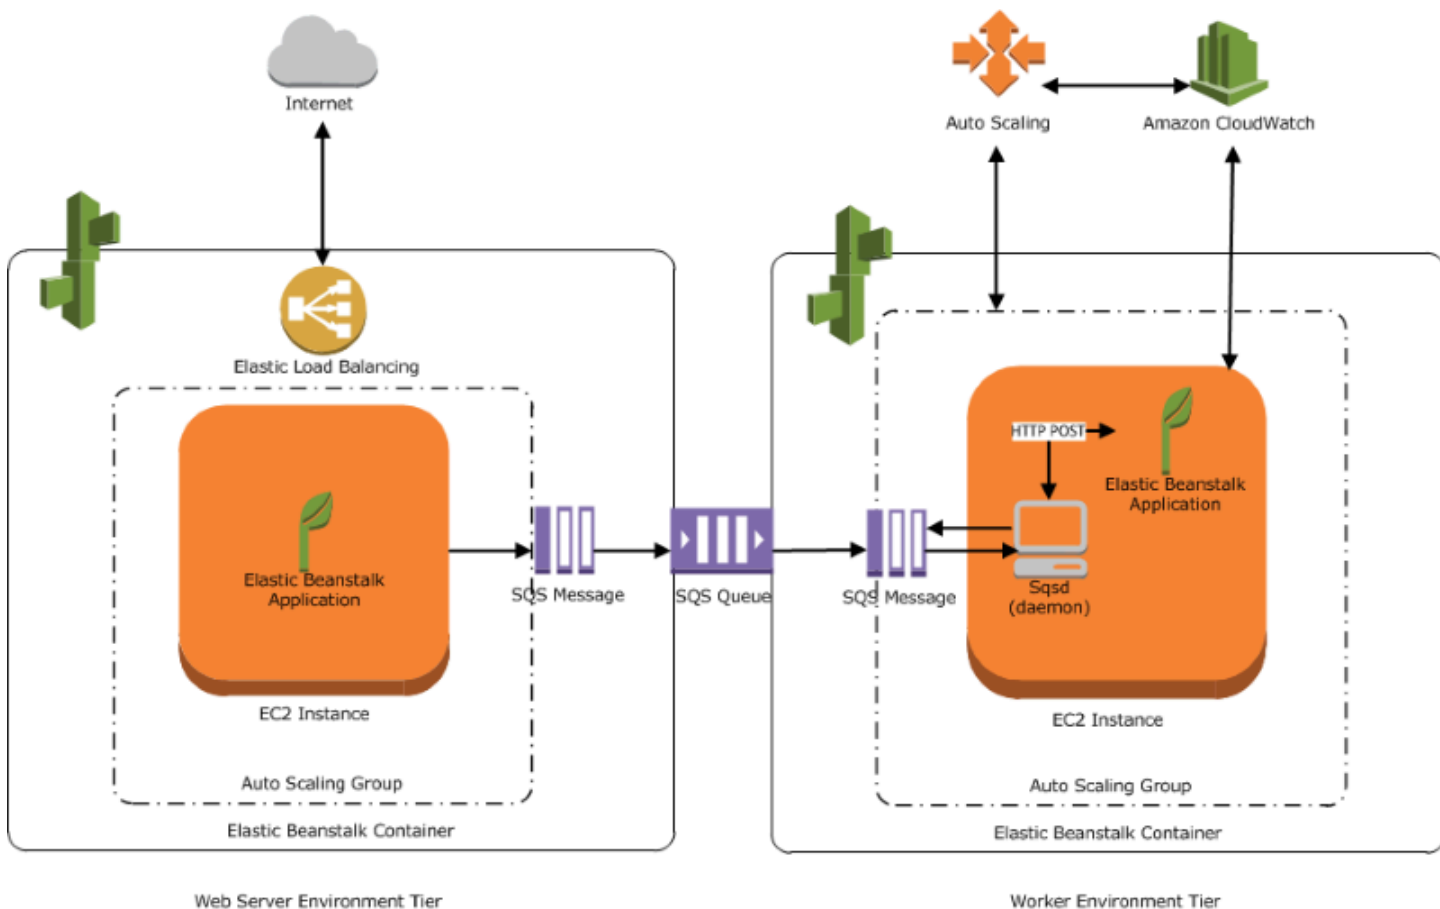 Internet
Auto Scaling
Amazon CloudWatch
Elastic Load Balancing
HTTP POST
Elastic Beanstalk
Application
Elastic Beanstalk
Application
SQS Message
SQS Queue
SQS Message
Sqsd
(daemon)
EC2 Instance
EC2 Instance
Auto Scaling Group
Auto Scaling Group
Elastic Beanstalk Container
Elastic Beanstalk Container
Web Server Environment Tier
Worker Environment Tier